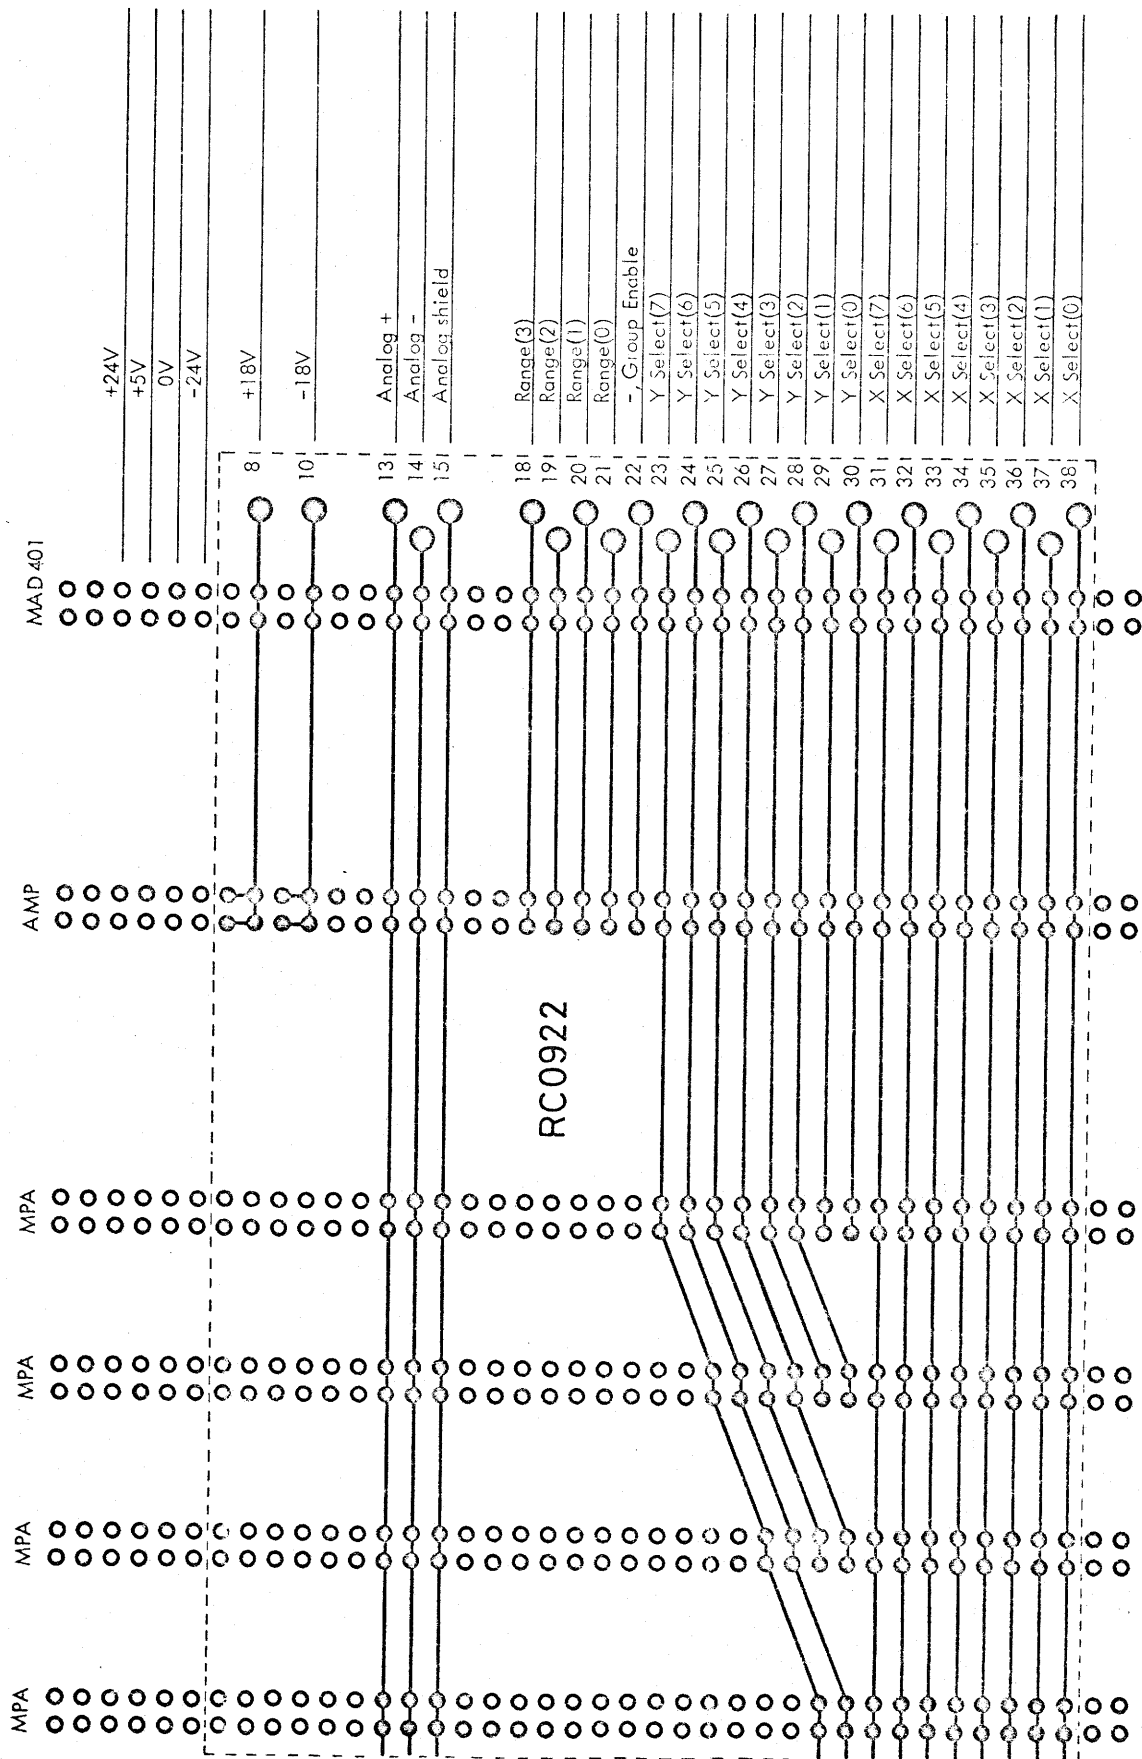 +24V
+5V
0V
-24V
+18V
-18V
Analog +
Analog -
Analog shield
Range(3)
Range(2)
Range(1)
Range(0)
-, Group Enable
Y Select(7)
Y Select(6)
Y Select(5)
Y Select(4)
Y Select(3)
Y Select(2)
Y Select(1)
Y Select(0)
X Select(7)
X Select(6)
X Select(5)
X Select(4)
X Select(3)
X Select(2)
X Select(1)
X Select(0)
8
10
13
14
15
18
19
20
21
22
23
24
25
26
27
28
29
30
31
32
33
34
35
36
37
38
MAD401
AMP
RC0922
MPA
MPA
MPA
MPA